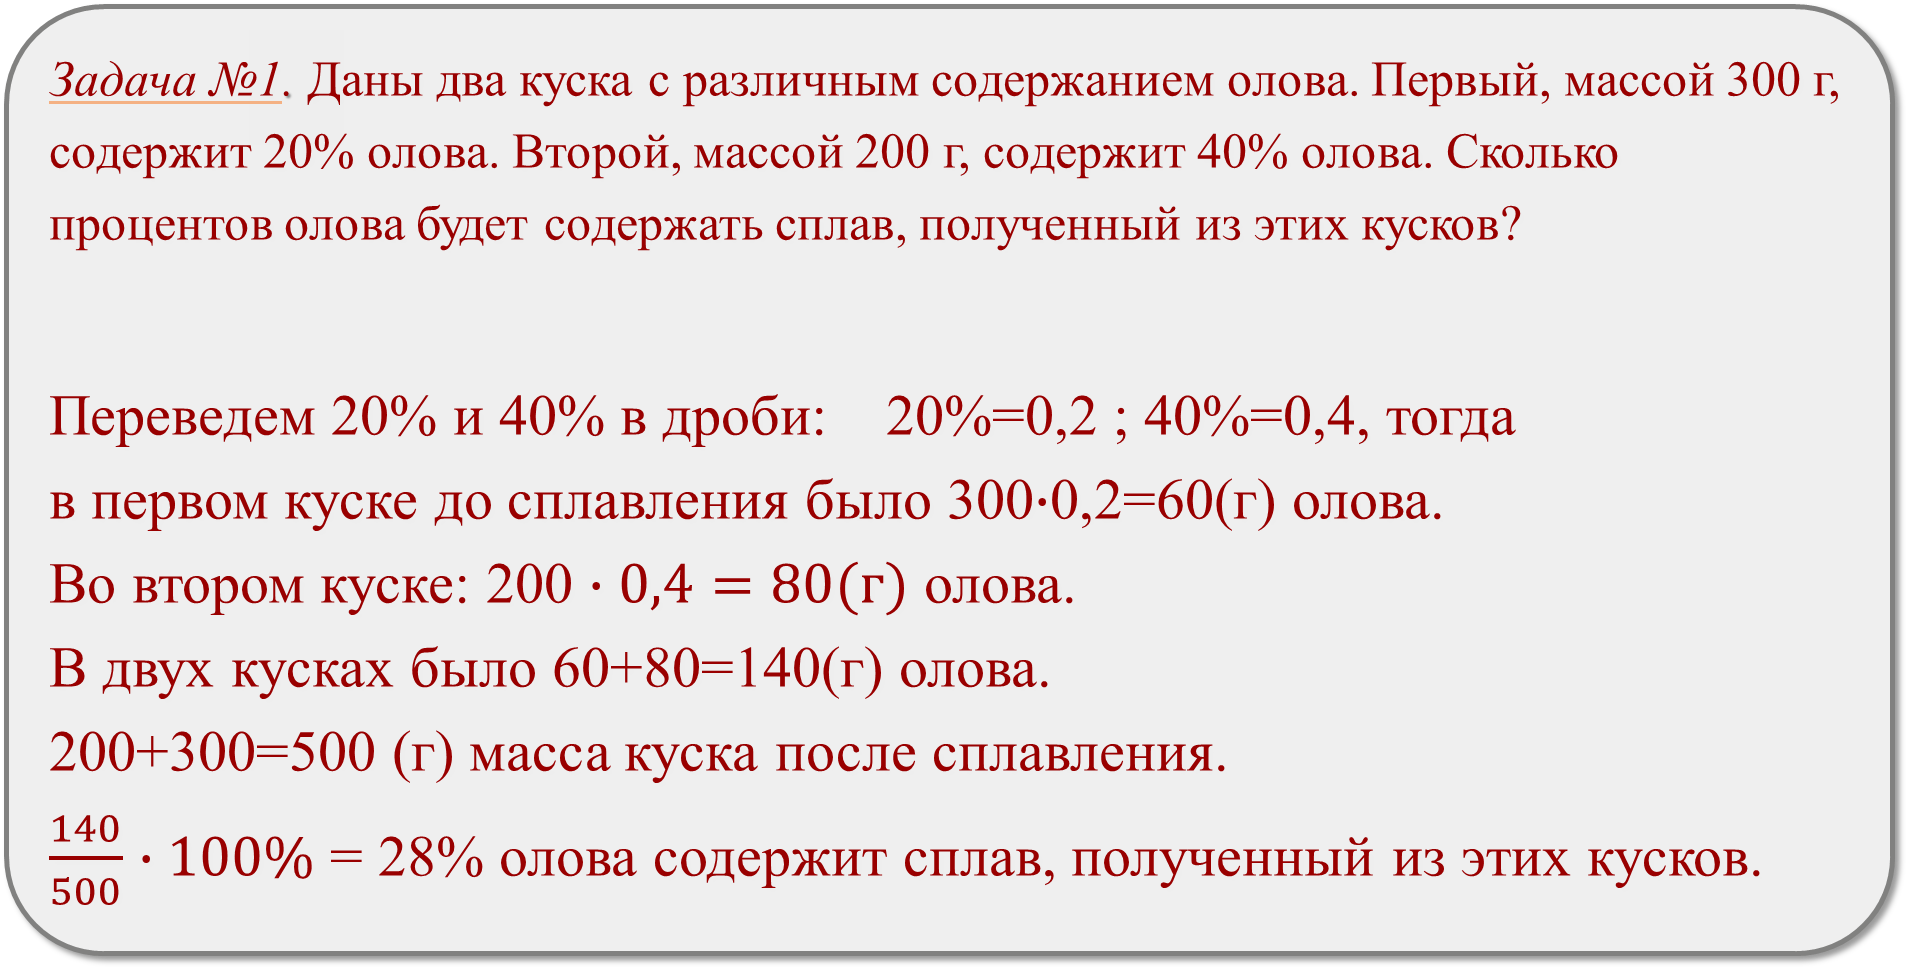 Задача №1. Даны два куска с различным содержанием олова. Первый, массой 300 г,
содержит 20% олова. Второй, массой 200 г, содержит 40% олова. Сколько
процентов олова будет содержать сплав, полученный из этих кусков?
Переведем 20% и 40% в дроби: 20%=0,2 ; 40%=0,4, тогда
в первом куске до сплавления было 300·0,2=60(г) олова.
Во втором куске: 200 · 0,4 = 80(г) олова.
В двух кусках было 60+80=140(г) олова.
200+300=500 (г) масса куска после сплавления.
140/500 · 100% = 28% олова содержит сплав, полученный из этих кусков.